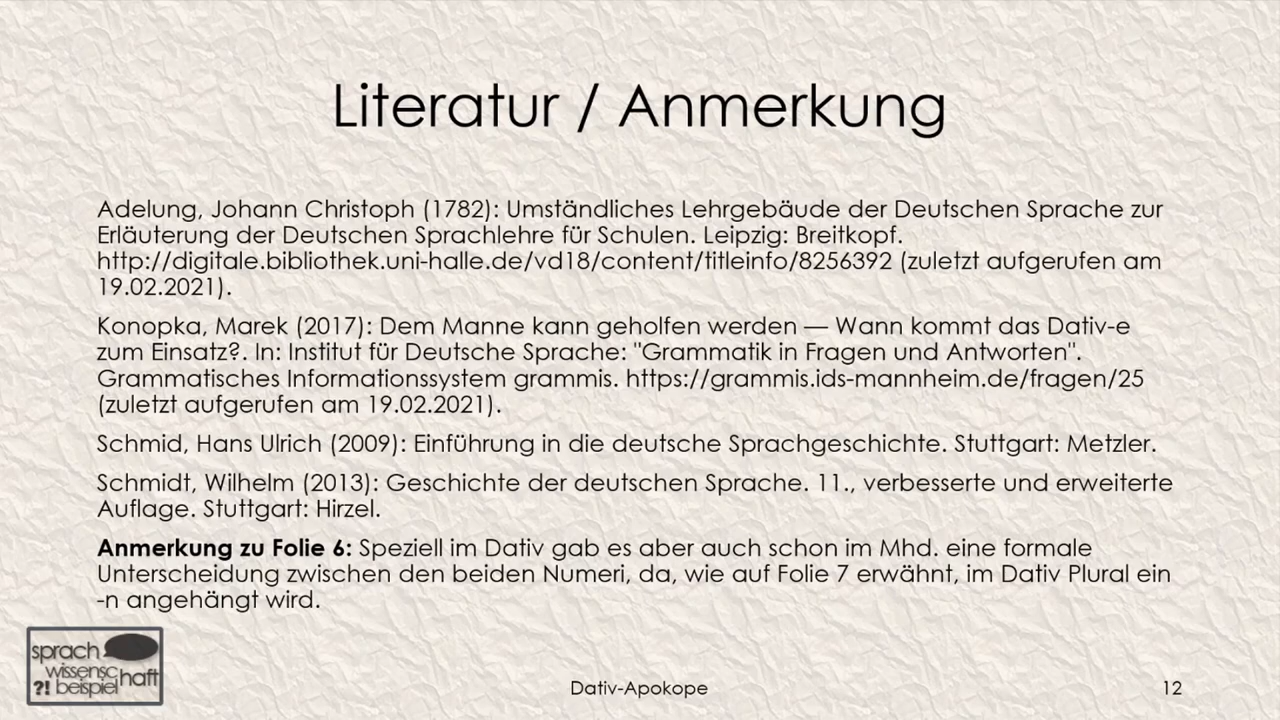 Literatur / Anmerkung
Adelung, Johann Christoph (1782): Umständliches Lehrgebäude der Deutschen Sprache zur
Erläuterung der Deutschen Sprachlehre für Schulen. Leipzig: Breitkopf.
http://digitale.bibliothek.uni-halle.de/vd18/content/titleinfo/8256392 (zuletzt aufgerufen am
19.02.2021).
Konopka, Marek (2017): Dem Manne kann geholfen werden — Wann kommt das Dativ-e
zum Einsatz?. In: Institut für Deutsche Sprache: "Grammatik in Fragen und Antworten".
Grammatisches Informationssystem grammis. https://grammis.ids-mannheim.de/fragen/25
(zuletzt aufgerufen am 19.02.2021).
Schmid, Hans Ulrich (2009): Einführung in die deutsche Sprachgeschichte. Stuttgart: Metzler.
Schmidt, Wilhelm (2013): Geschichte der deutschen Sprache. 11., verbesserte und erweiterte
Auflage. Stuttgart: Hirzel.
Anmerkung zu Folie 6: Speziell im Dativ gab es aber auch schon im Mhd. eine formale
Unterscheidung zwischen den beiden Numeri, da, wie auf Folie 7 erwähnt, im Dativ Plural ein
-n angehängt wird.
sprach
wissensc haft
?! beispiel
Dativ-Apokope
12